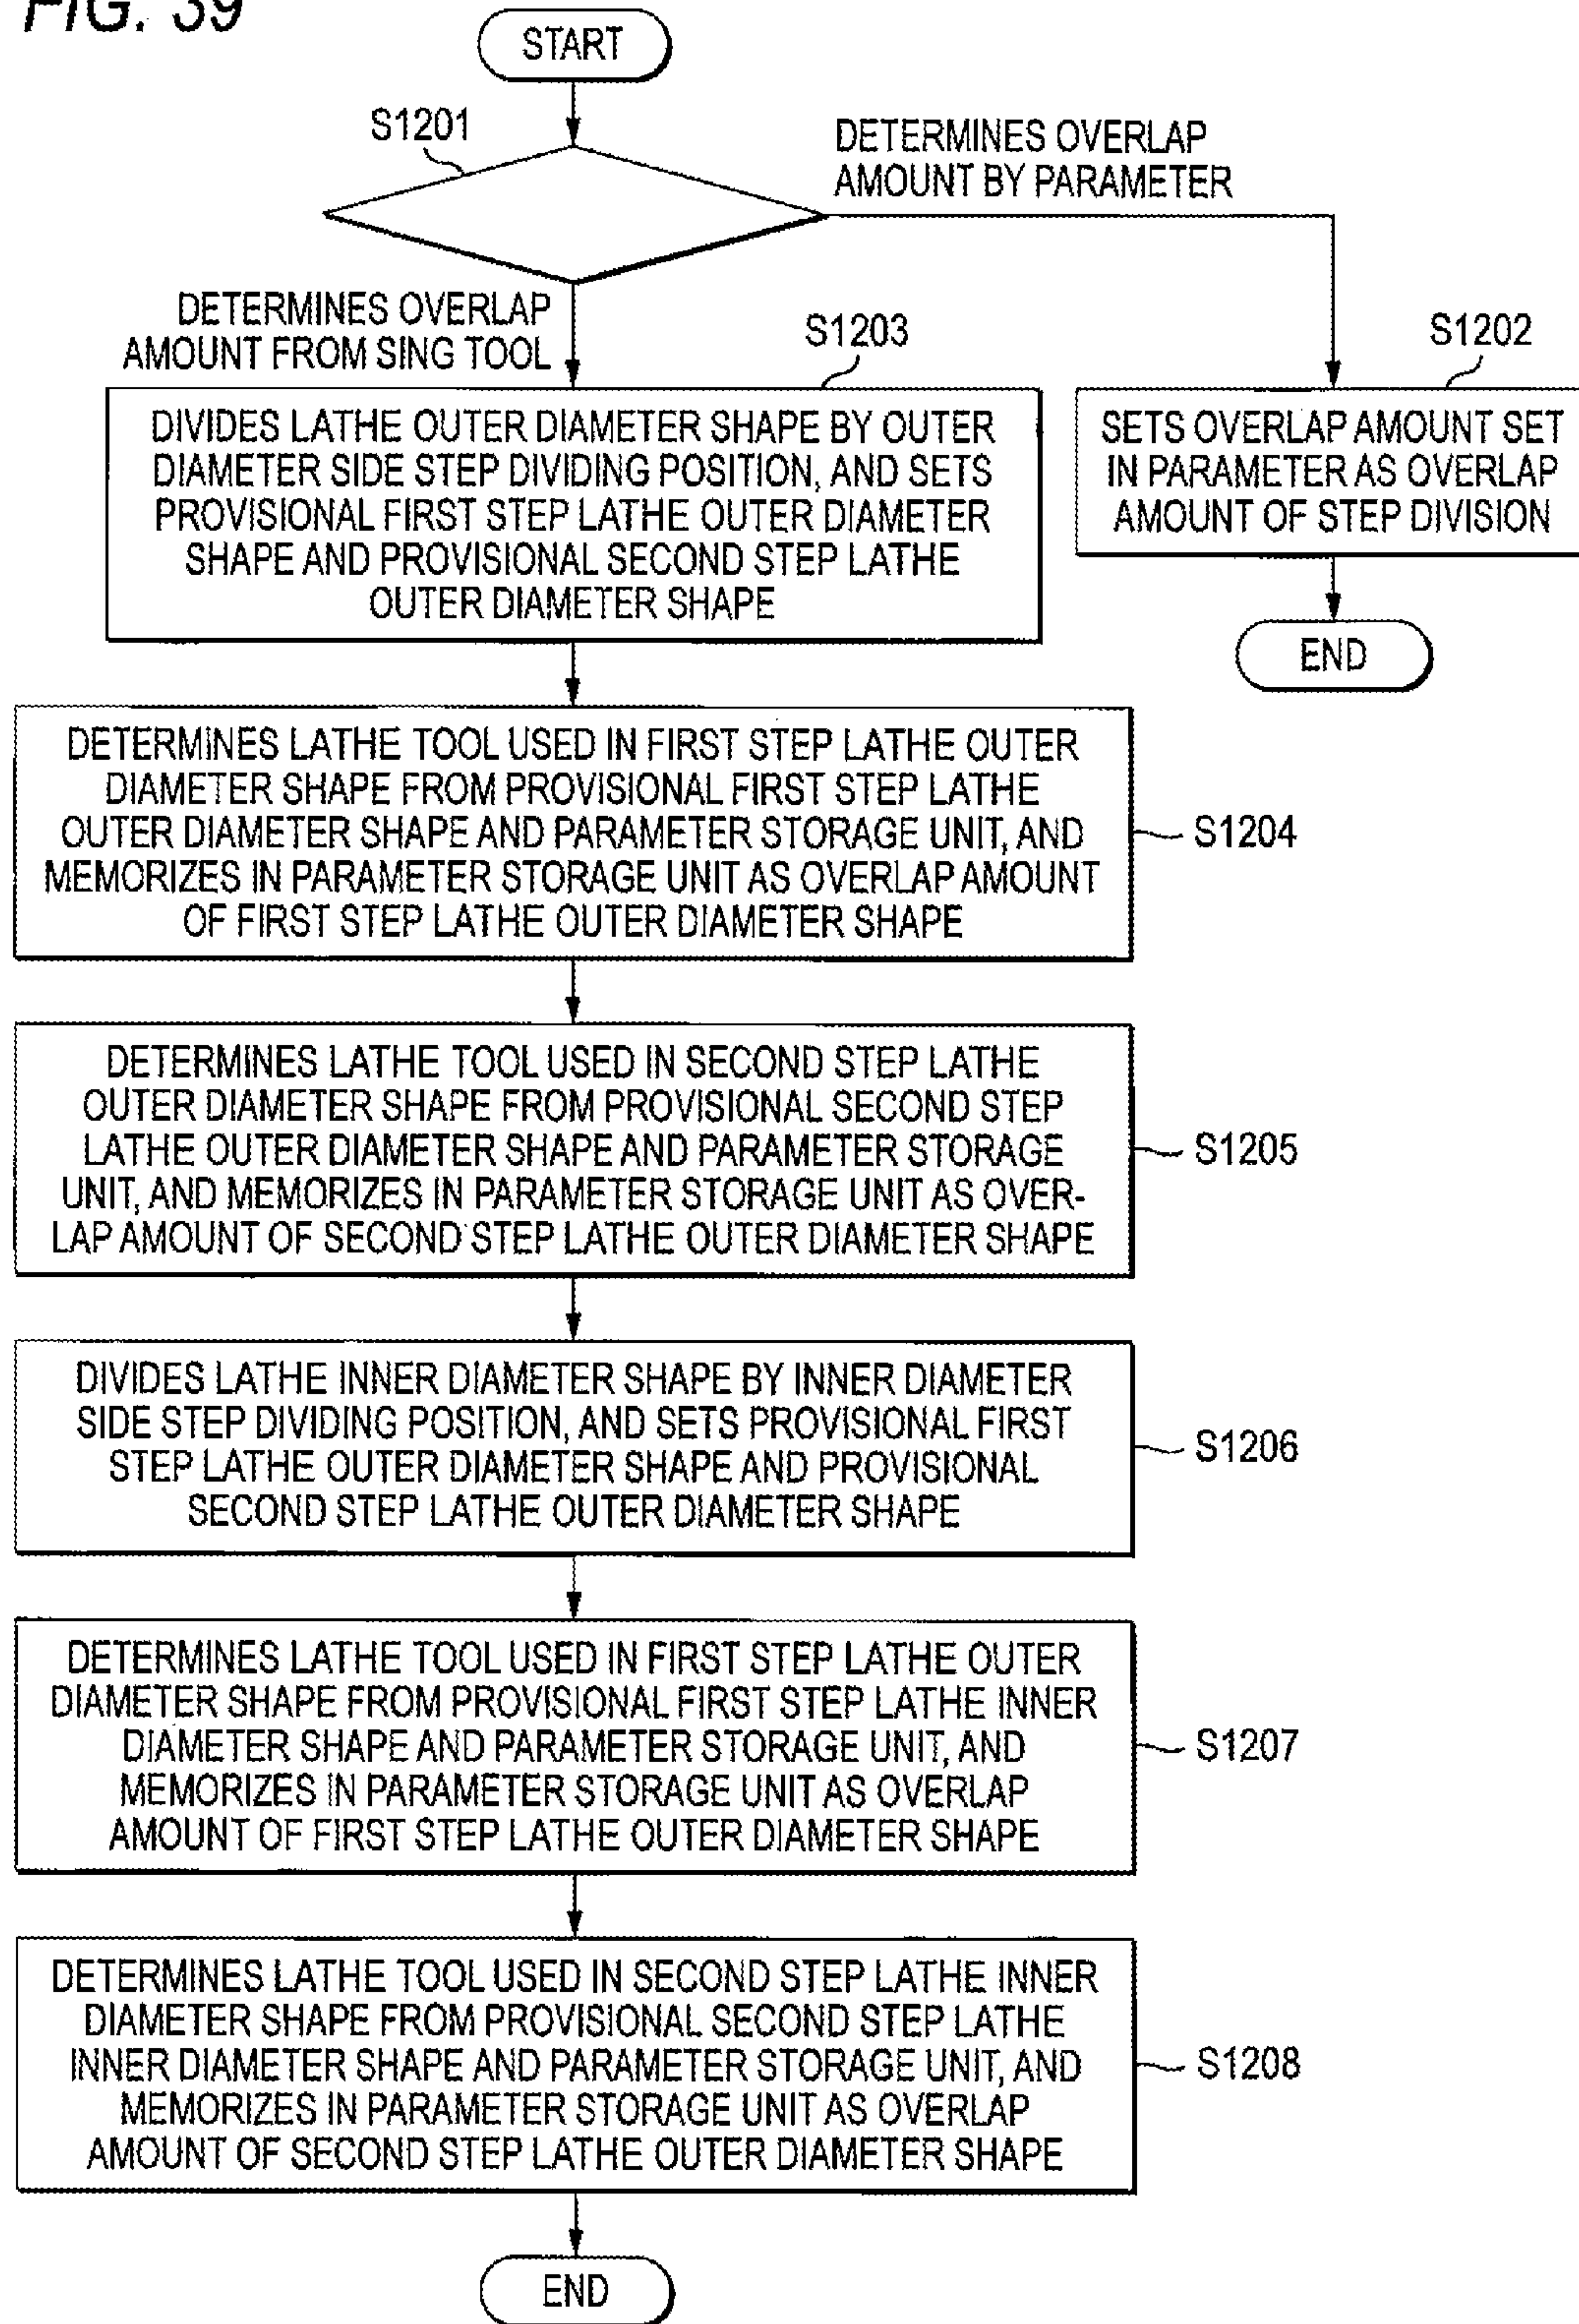 FIG. 39
START
S1201
DETERMINES OVERLAP
AMOUNT BY PARAMETER
DETERMINES OVERLAP
AMOUNT FROM SING TOOL
S1203
S1202
DIVIDES LATHE OUTER DIAMETER SHAPE BY OUTER
DIAMETER SIDE STEP DIVIDING POSITION, AND SETS
PROVISIONAL FIRST STEP LATHE OUTER DIAMETER
SHAPE AND PROVISIONAL SECOND STEP LATHE
OUTER DIAMETER SHAPE
SETS OVERLAP AMOUNT SET
IN PARAMETER AS OVERLAP
AMOUNT OF STEP DIVISION
END
DETERMINES LATHE TOOL USED IN FIRST STEP LATHE OUTER
DIAMETER SHAPE FROM PROVISIONAL FIRST STEP LATHE
OUTER DIAMETER SHAPE AND PARAMETER STORAGE UNIT, AND
MEMORIZES IN PARAMETER STORAGE UNIT AS OVERLAP AMOUNT
OF FIRST STEP LATHE OUTER DIAMETER SHAPE
S1204
DETERMINES LATHE TOOL USED IN SECOND STEP LATHE
OUTER DIAMETER SHAPE FROM PROVISIONAL SECOND STEP
LATHE OUTER DIAMETER SHAPE AND PARAMETER STORAGE
UNIT, AND MEMORIZES IN PARAMETER STORAGE UNIT AS OVER-
LAP AMOUNT OF SECOND STEP LATHE OUTER DIAMETER SHAPE
S1205
DIVIDES LATHE INNER DIAMETER SHAPE BY INNER DIAMETER
SIDE STEP DIVIDING POSITION, AND SETS PROVISIONAL FIRST
STEP LATHE OUTER DIAMETER SHAPE AND PROVISIONAL
SECOND STEP LATHE OUTER DIAMETER SHAPE
S1206
DETERMINES LATHE TOOL USED IN FIRST STEP LATHE OUTER
DIAMETER SHAPE FROM PROVISIONAL FIRST STEP LATHE INNER
DIAMETER SHAPE AND PARAMETER STORAGE UNIT, AND
MEMORIZES IN PARAMETER STORAGE UNIT AS OVERLAP
AMOUNT OF FIRST STEP LATHE OUTER DIAMETER SHAPE
S1207
DETERMINES LATHE TOOL USED IN SECOND STEP LATHE INNER
DIAMETER SHAPE FROM PROVISIONAL SECOND STEP LATHE
INNER DIAMETER SHAPE AND PARAMETER STORAGE UNIT, AND
MEMORIZES IN PARAMETER STORAGE UNIT AS OVERLAP
AMOUNT OF SECOND STEP LATHE OUTER DIAMETER SHAPE
S1208
END